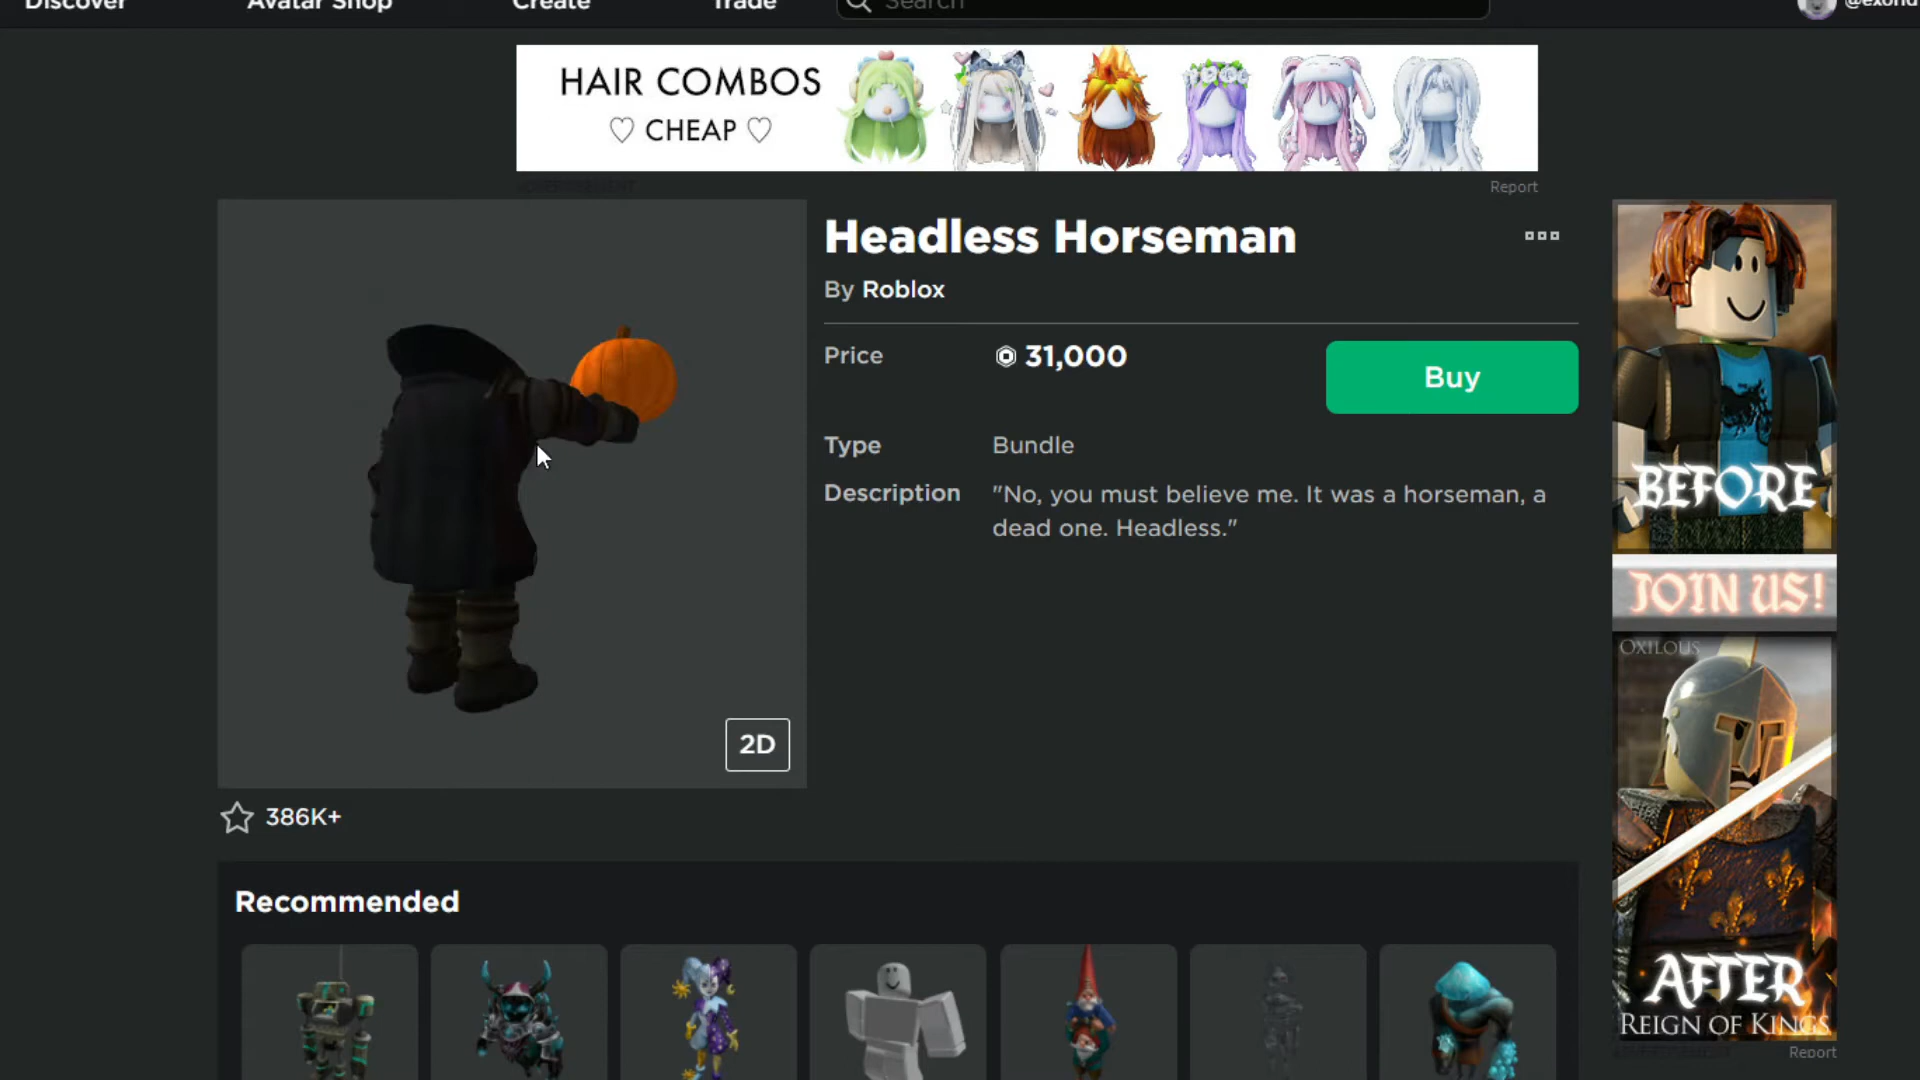 Discover Avatar Shop Create Trade Search
HAIR COMBOS
♡ CHEAP ♡
ADVERTISEMENT
Report
Headless Horseman
By Roblox
Price 31,000
Buy
Type Bundle
Description "No, you must believe me. It was a horseman, a
dead one. Headless."
2D
386K+
Recommended
BEFORE
JOIN US!
OXILOUS
AFTER
REIGN OF KINGS
ADVERTISEMENT
Report